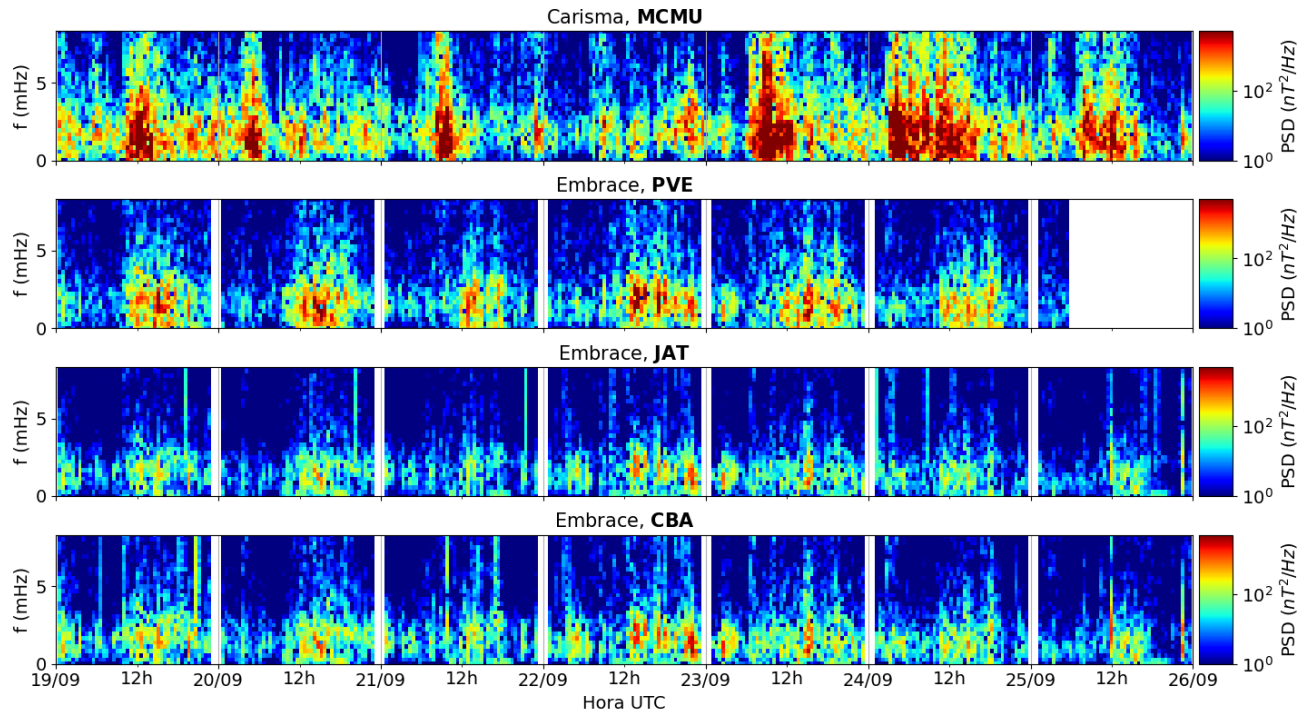 Carisma, MCMU
5
0
f (mHz)
10²
10⁰
PSD (nT²/Hz)
Embrace, PVE
5
0
f (mHz)
10²
10⁰
PSD (nT²/Hz)
Embrace, JAT
5
0
f (mHz)
10²
10⁰
PSD (nT²/Hz)
Embrace, CBA
5
0
f (mHz)
10²
10⁰
PSD (nT²/Hz)
19/09 12h 20/09 12h 21/09 12h 22/09 12h 23/09 12h 24/09 12h 25/09 12h 26/09
Hora UTC